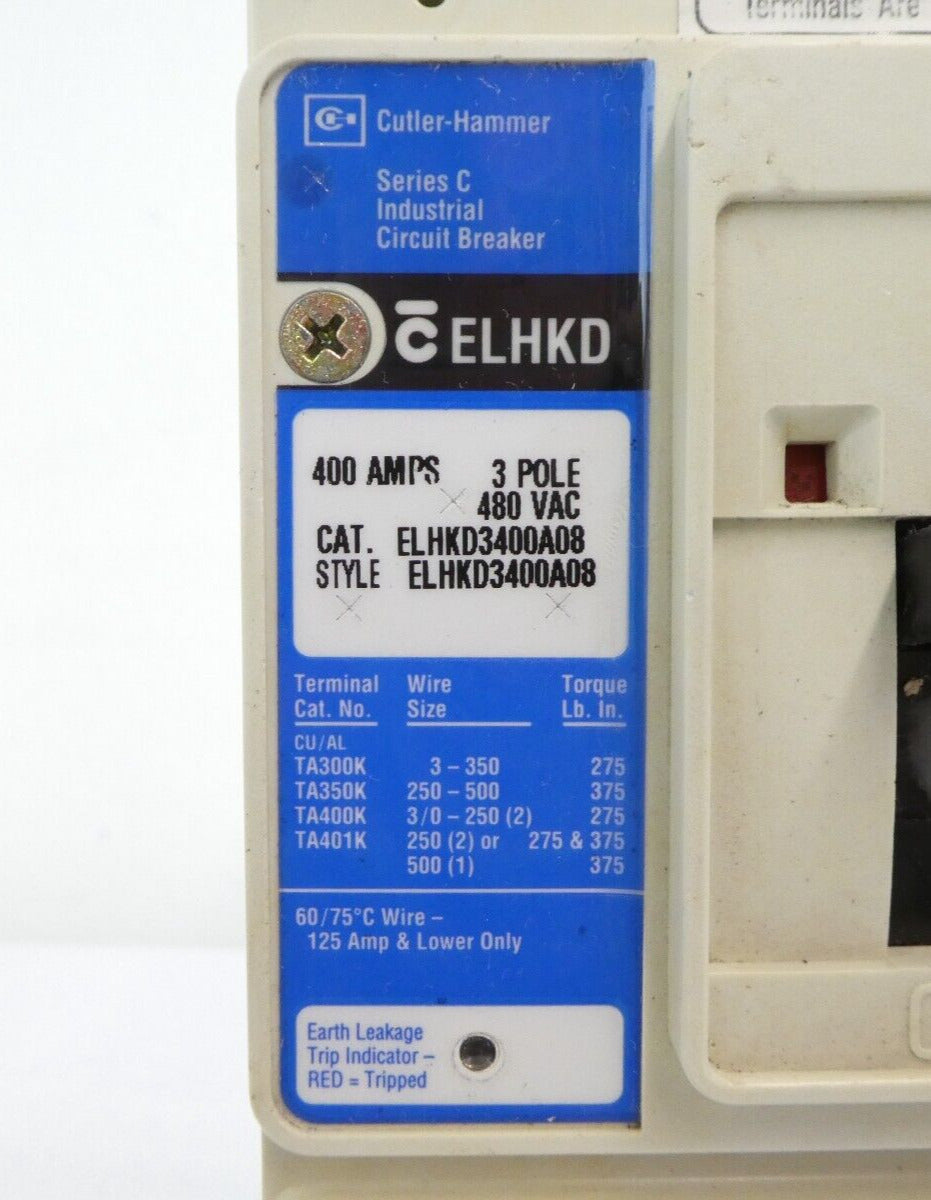 Terminals Are
Cutler-Hammer
Series C
Industrial
Circuit Breaker
C ELHKD
400 AMPS 3 POLE
480 VAC
CAT. ELHKD3400A08
STYLE ELHKD3400A08
Terminal Wire Torque
Cat. No. Size Lb. In.
CU/AL
TA300K 3 – 350 275
TA350K 250 – 500 375
TA400K 3/0 – 250 (2) 275
TA401K 250 (2) or 275 & 375
500 (1) 375
60/75°C Wire –
125 Amp & Lower Only
Earth Leakage
Trip Indicator –
RED = Tripped